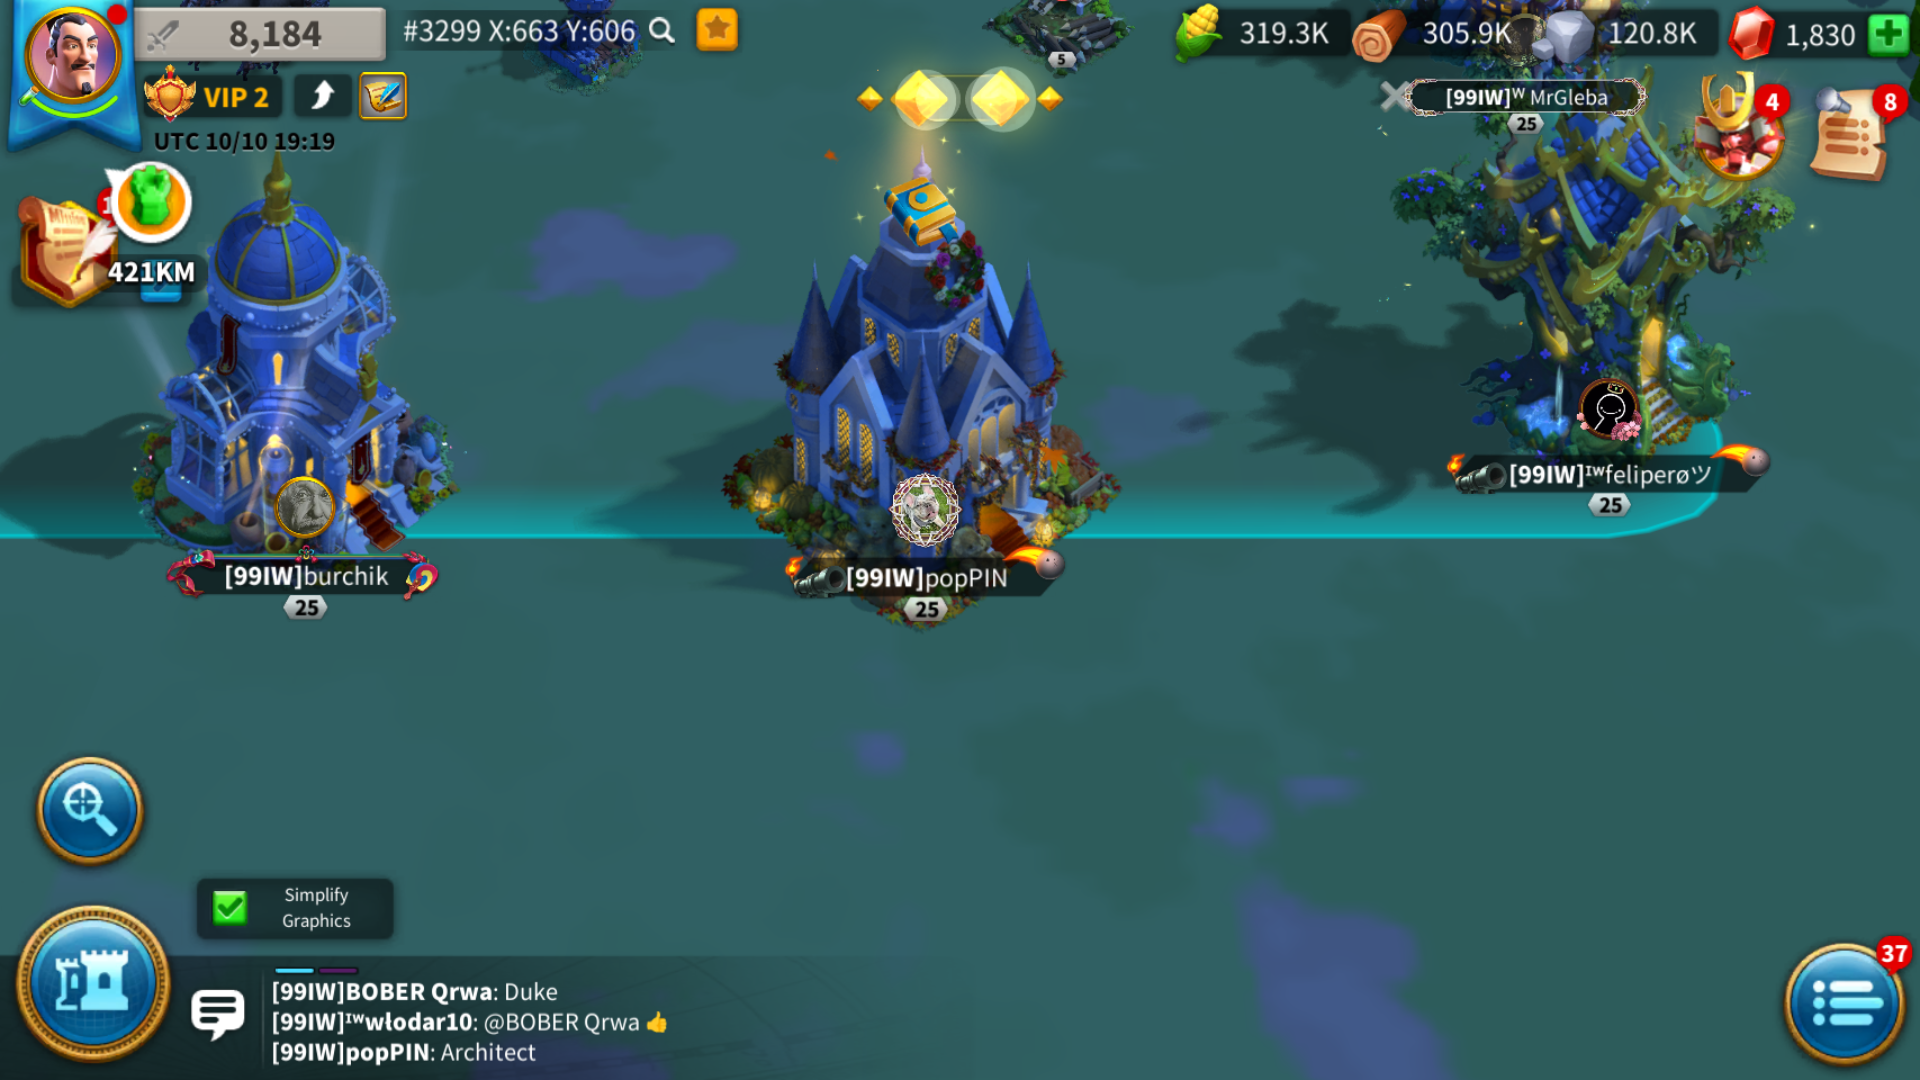 8,184
#3299 X:663 Y:606
5
319.3K
305.9K
120.8K
1,830
VIP 2
UTC 10/10 19:19
[99IW]ᵂ MrGleba
25
4
8
Mission
1
421KM
[99IW]ᴵᵂfeliperøツ
25
[99IW]burchik
25
[99IW]popPIN
25
Simplify
Graphics
[99IW]BOBER Qrwa: Duke
[99IW]ᴵᵂwłodar10: @BOBER Qrwa 👍
[99IW]popPIN: Architect
37